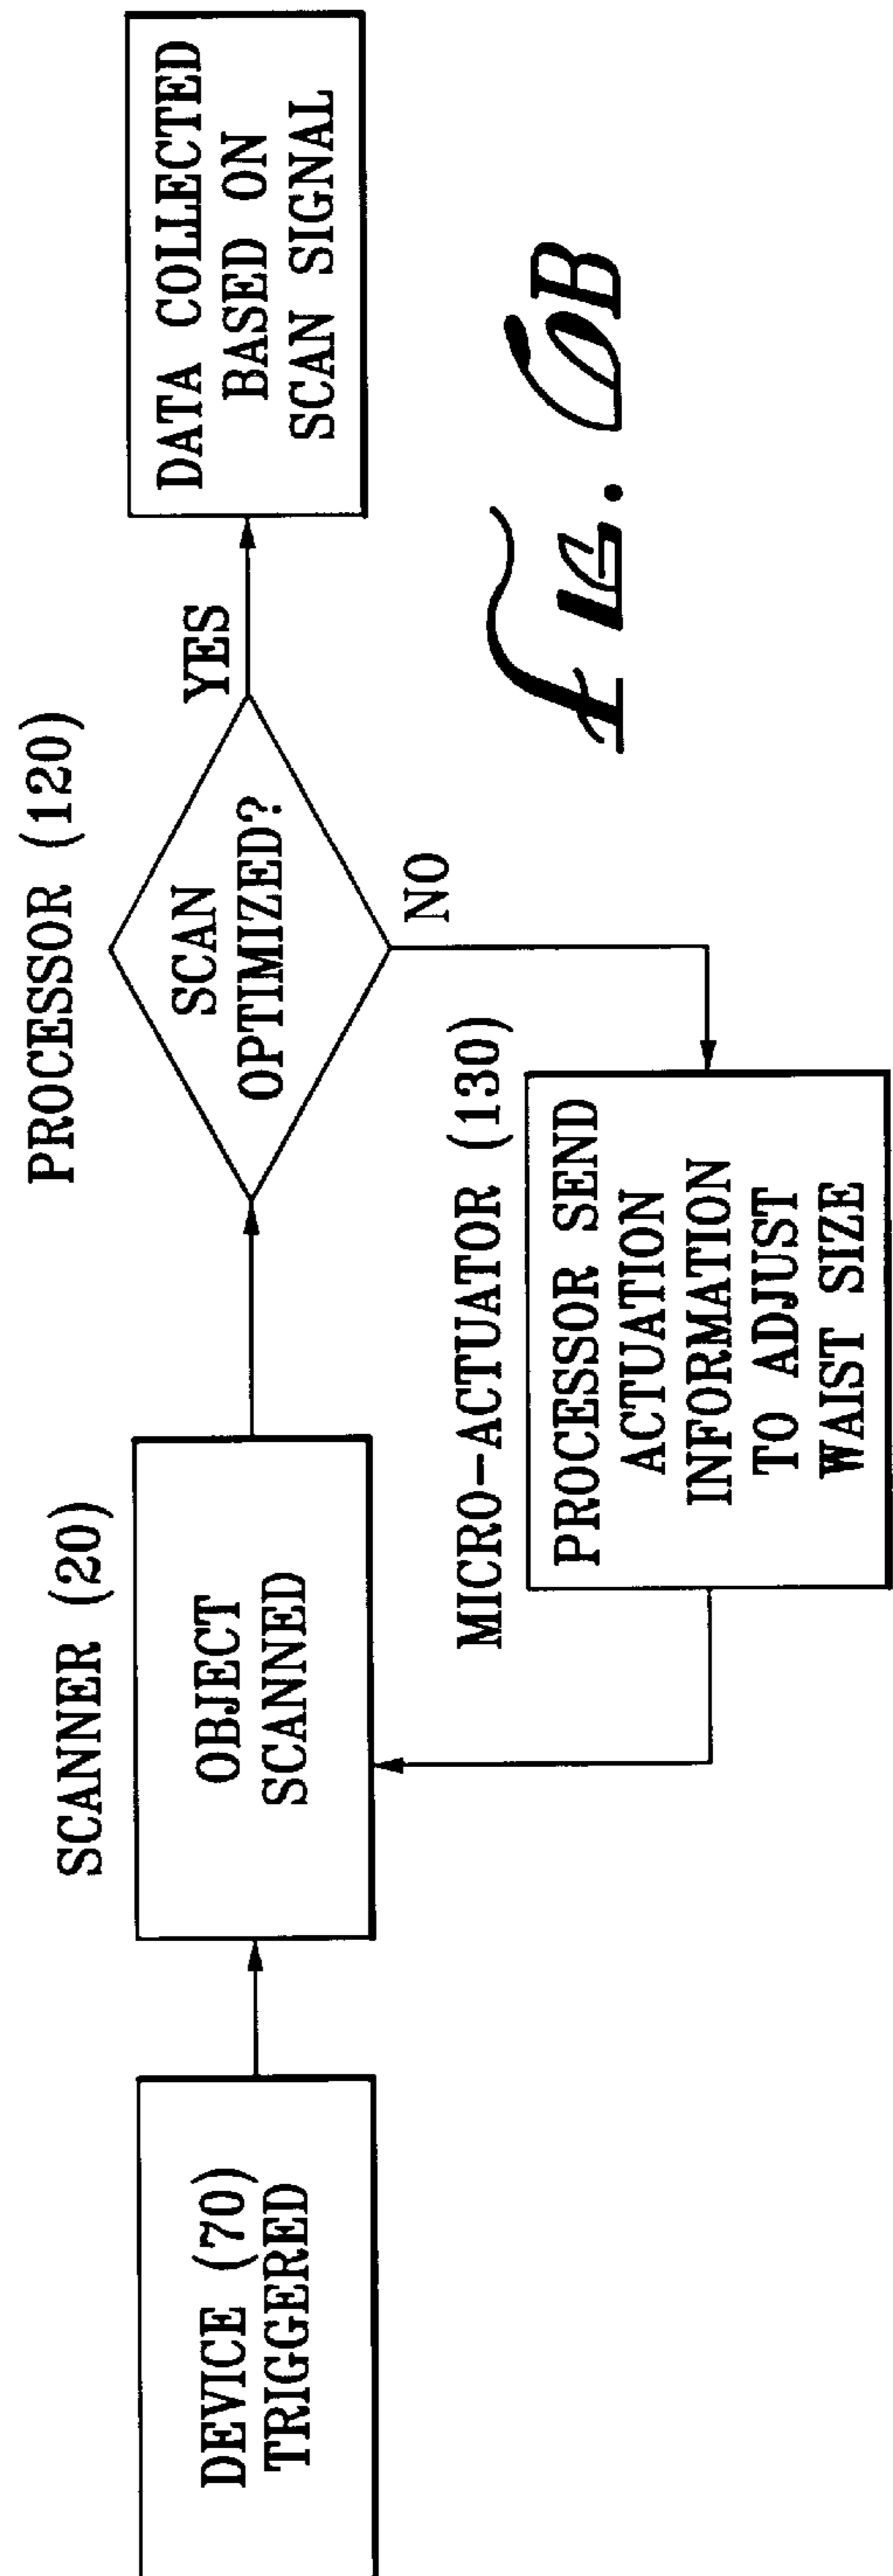 DEVICE (70)
TRIGGERED
SCANNER (20)
OBJECT
SCANNED
PROCESSOR (120)
SCAN
OPTIMIZED?
YES
NO
DATA COLLECTED
BASED ON
SCAN SIGNAL
MICRO-ACTUATOR (130)
PROCESSOR SEND
ACTUATION
INFORMATION
TO ADJUST
WAIST SIZE
FIG. 6B